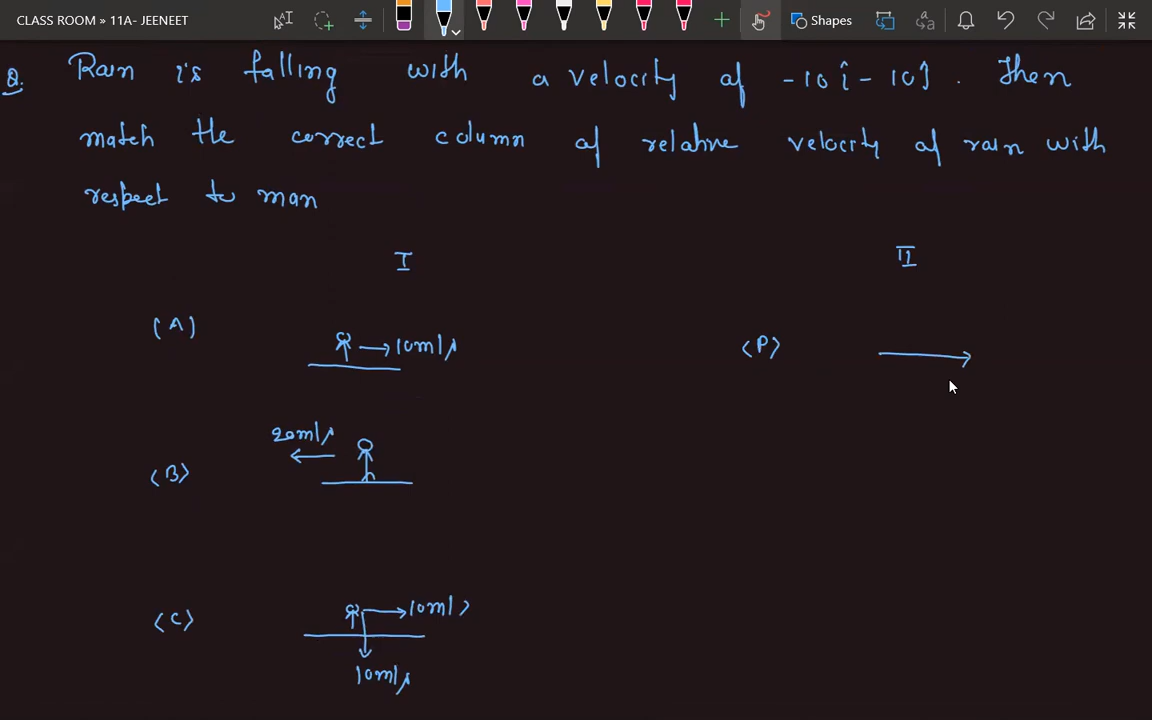 CLASS ROOM » 11A- JEENEET
Shapes
Q. Rain is falling with a velocity of -10î - 10ĵ. Then
match the correct column of relative velocity of rain with
respect to man
I II
(A) 10m/s (P)
20m/s
(B)
(C) 10m/s
10m/s